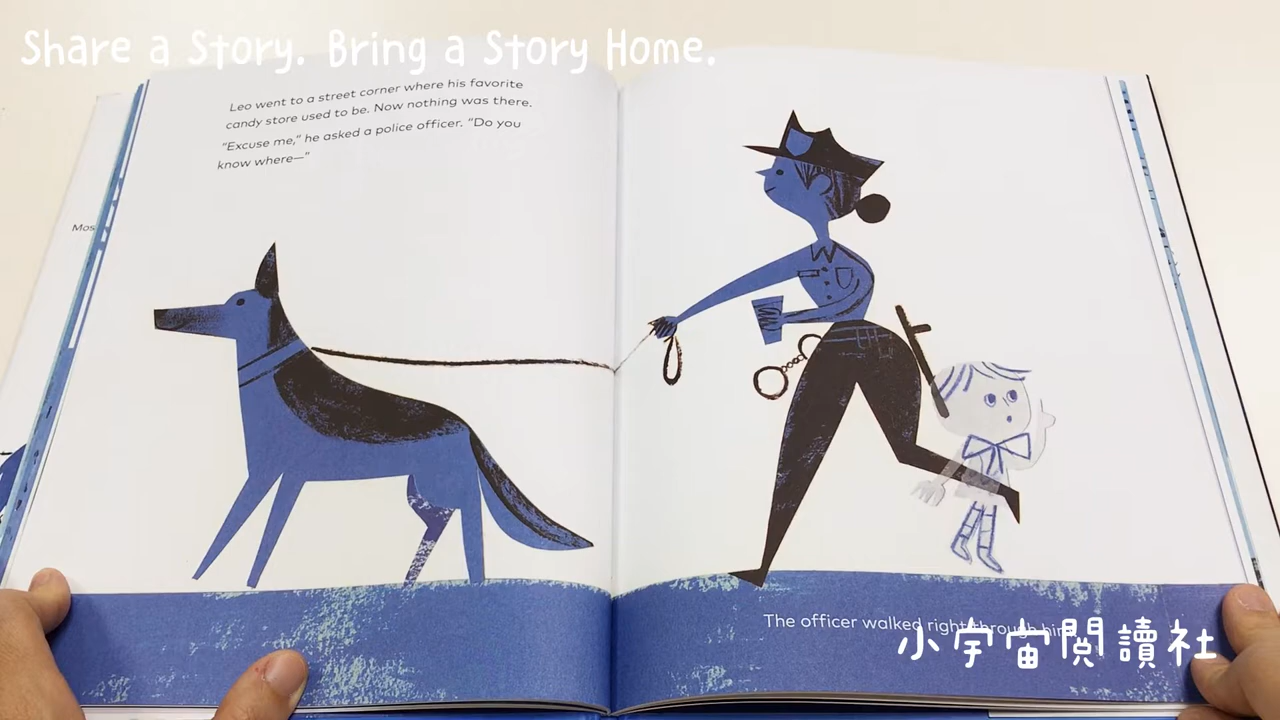 Share a Story. Bring a Story Home.
Leo went to a street corner where his favorite
candy store used to be. Now nothing was there.
"Excuse me," he asked a police officer. "Do you
know where—"
Mos
The officer walked right through him.
小宇宙閱讀社